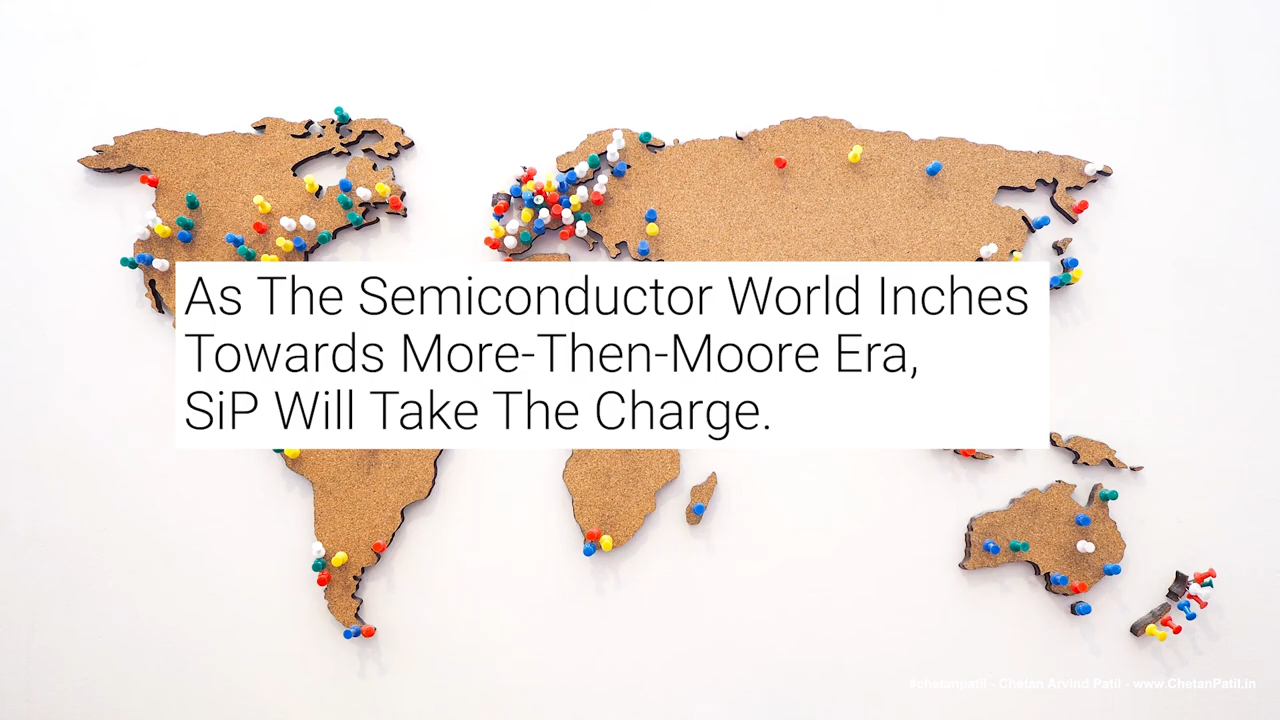 As The Semiconductor World Inches
Towards More-Then-Moore Era,
SiP Will Take The Charge.
#chetanpatil - Chetan Arvind Patil - www.ChetanPatil.in